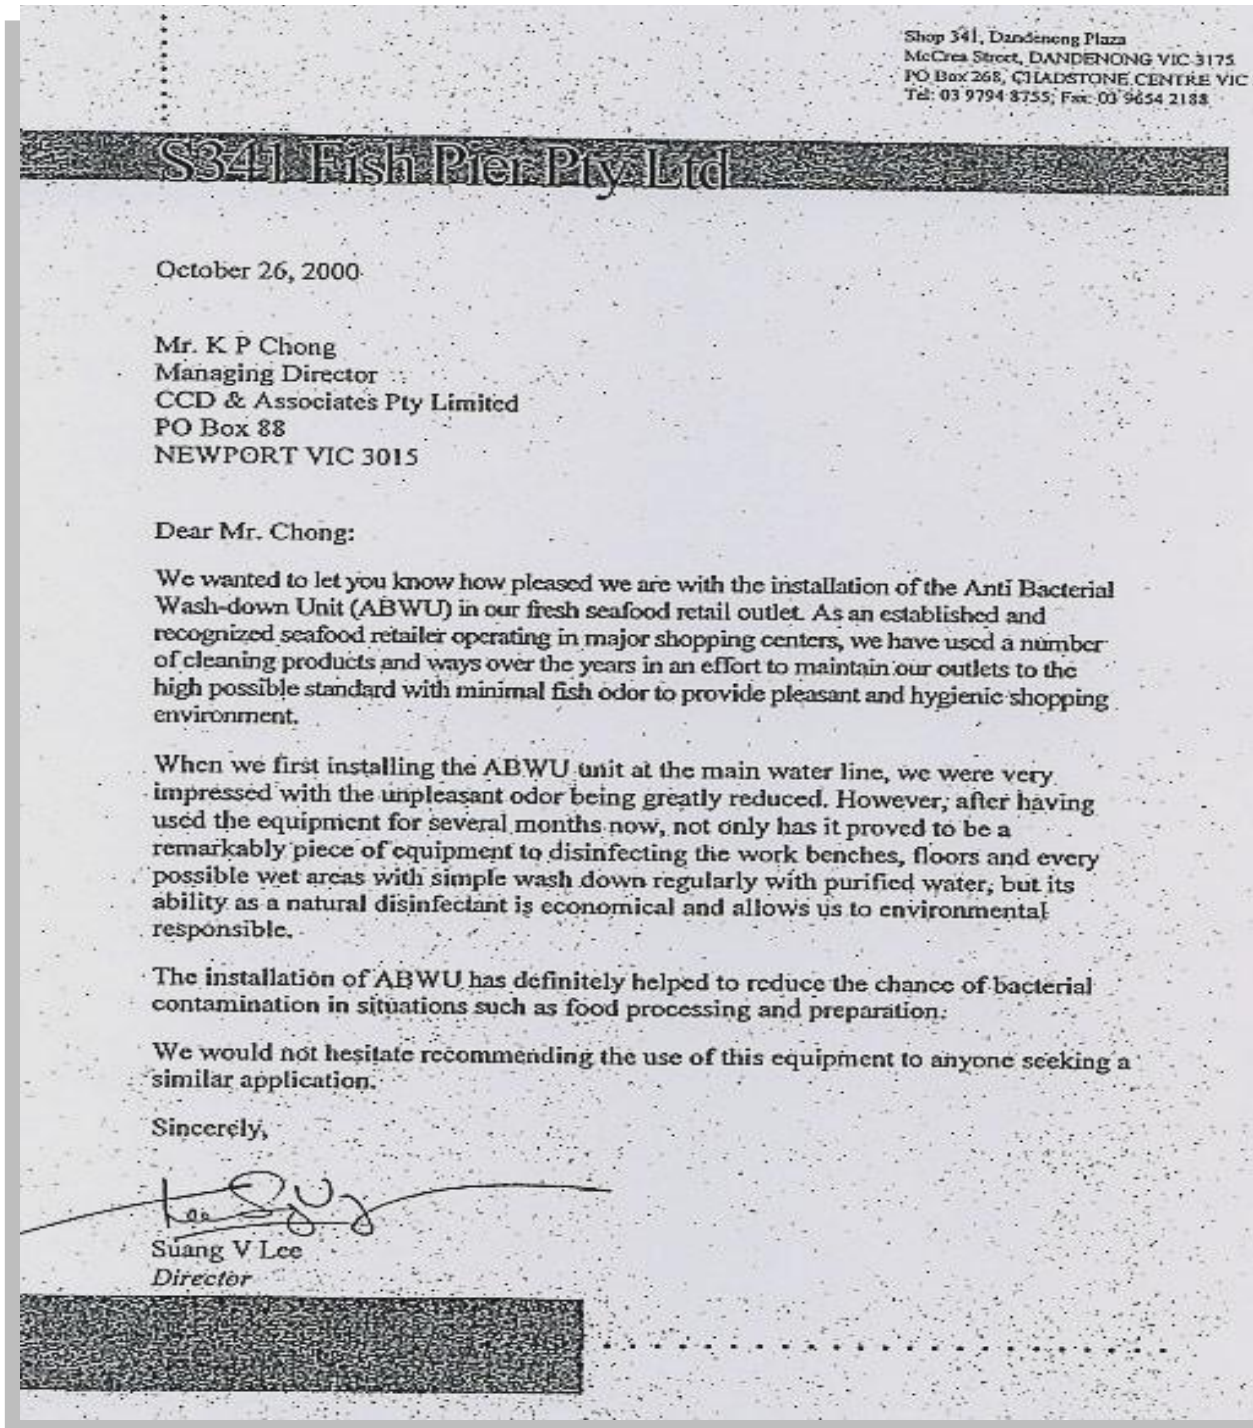 Shop 341, Dandenong Plaza
McCrea Street, DANDENONG VIC 3175
PO Box 268, CHADSTONE CENTRE VIC
Tel: 03 9794 8755; Fax: 03 9654 2188
S341 Fish Pier Pty Ltd
October 26, 2000
Mr. K P Chong
Managing Director
CCD & Associates Pty Limited
PO Box 88
NEWPORT VIC 3015
Dear Mr. Chong:
We wanted to let you know how pleased we are with the installation of the Anti Bacterial
Wash-down Unit (ABWU) in our fresh seafood retail outlet. As an established and
recognized seafood retailer operating in major shopping centers, we have used a number
of cleaning products and ways over the years in an effort to maintain our outlets to the
high possible standard with minimal fish odor to provide pleasant and hygienic shopping
environment.
When we first installing the ABWU unit at the main water line, we were very
impressed with the unpleasant odor being greatly reduced. However, after having
used the equipment for several months now, not only has it proved to be a
remarkably piece of equipment to disinfecting the work benches, floors and every
possible wet areas with simple wash down regularly with purified water, but its
ability as a natural disinfectant is economical and allows us to environmental
responsible.
The installation of ABWU has definitely helped to reduce the chance of bacterial
contamination in situations such as food processing and preparation.
We would not hesitate recommending the use of this equipment to anyone seeking a
similar application.
Sincerely,
Suang V Lee
Director